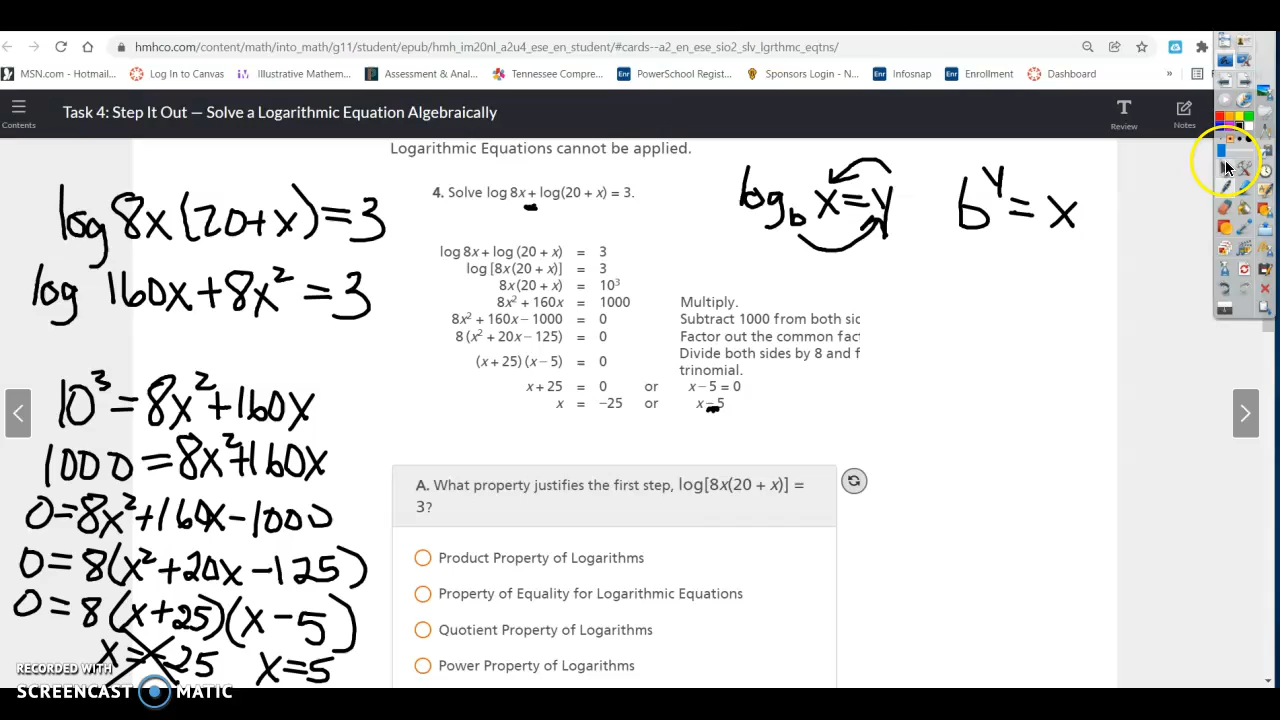 hmhco.com/content/math/into_math/g11/student/epub/hmh_im20nl_a2u4_ese_en_student/#cards--a2_en_ese_sio2_slv_lgrthmc_eqtns/
MSN.com - Hotmail... Log In to Canvas Illustrative Mathem... Assessment & Anal... Tennessee Compre... Enr PowerSchool Regist... Sponsors Login - N... Enr Infosnap Enr Enrollment Dashboard »
Contents
Task 4: Step It Out — Solve a Logarithmic Equation Algebraically
Review
Notes
Logarithmic Equations cannot be applied.
4. Solve log 8x + log(20 + x) = 3.
log 8x + log (20 + x) = 3
log [8x(20 + x)] = 3
8x(20 + x) = 10³
8x² + 160x = 1000 Multiply.
8x² + 160x − 1000 = 0 Subtract 1000 from both sid
8(x² + 20x − 125) = 0 Factor out the common fac
Divide both sides by 8 and f
(x + 25)(x − 5) = 0
trinomial.
x + 25 = 0 or x − 5 = 0
x = −25 or x − 5
log_b x = y
b^y = x
log 8x(20+x) = 3
log 160x + 8x² = 3
10³ = 8x² + 160x
1000 = 8x² + 160x
0 = 8x² + 160x − 1000
0 = 8(x² + 20x − 125)
0 = 8(x + 25)(x − 5)
x = −25 x = 5
A. What property justifies the first step, log[8x(20 + x)] =
3?
Product Property of Logarithms
Property of Equality for Logarithmic Equations
Quotient Property of Logarithms
Power Property of Logarithms
RECORDED WITH
SCREENCAST MATIC